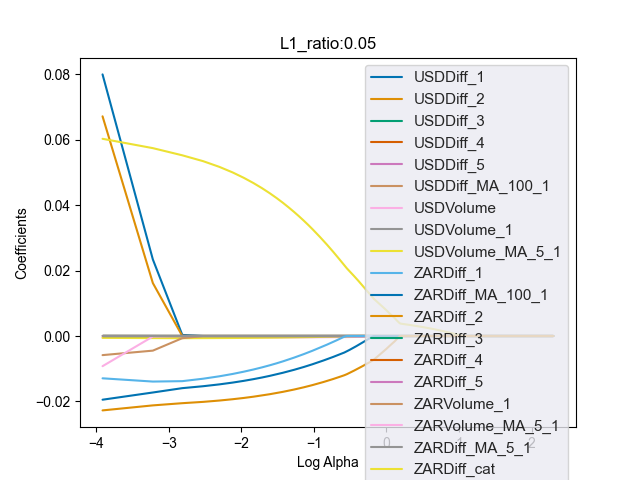 L1_ratio:0.05
0.08
0.06
0.04
0.02
0.00
−0.02
Coefficients
−4
−3
−2
−1
0
1
2
Log Alpha
USDDiff_1
USDDiff_2
USDDiff_3
USDDiff_4
USDDiff_5
USDDiff_MA_100_1
USDVolume
USDVolume_1
USDVolume_MA_5_1
ZARDiff_1
ZARDiff_MA_100_1
ZARDiff_2
ZARDiff_3
ZARDiff_4
ZARDiff_5
ZARVolume_1
ZARVolume_MA_5_1
ZARDiff_MA_5_1
ZARDiff_cat